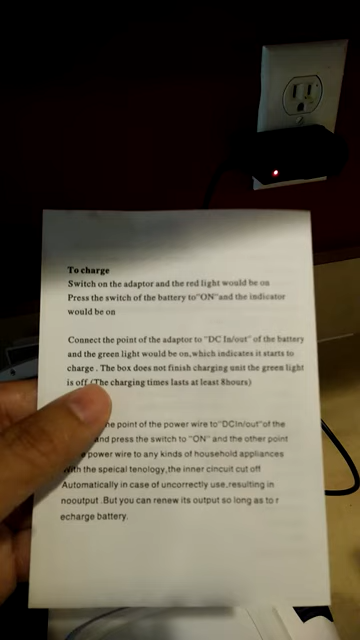 To charge
Switch on the adaptor and the red light would be on
Press the switch of the battery to"ON"and the indicator
would be on
Connect the point of the adaptor to "DC In/out" of the battery
and the green light would be on,which indicates it starts to
charge . The box does not finish charging unit the green light
is off.(The charging times lasts at least 8hours)
he point of the power wire to"DCIn/out"of the
and press the switch to "ON" and the other point
power wire to any kinds of household appliances
With the speical tenology,the inner circuit cut off
Automatically in case of uncorrectly use,resulting in
nooutput .But you can renew its output so long as to r
echarge battery.